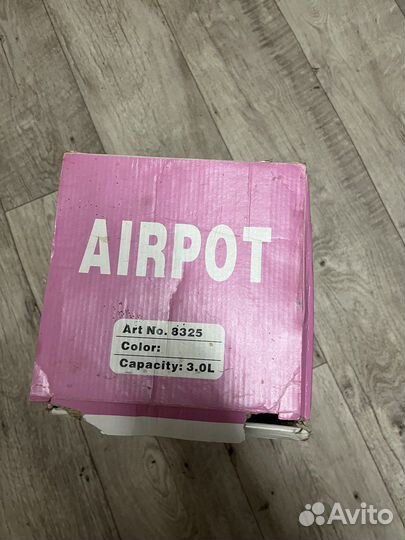 AIRPOT
Art No. 8325
Color:
Capacity: 3.0L
Avito